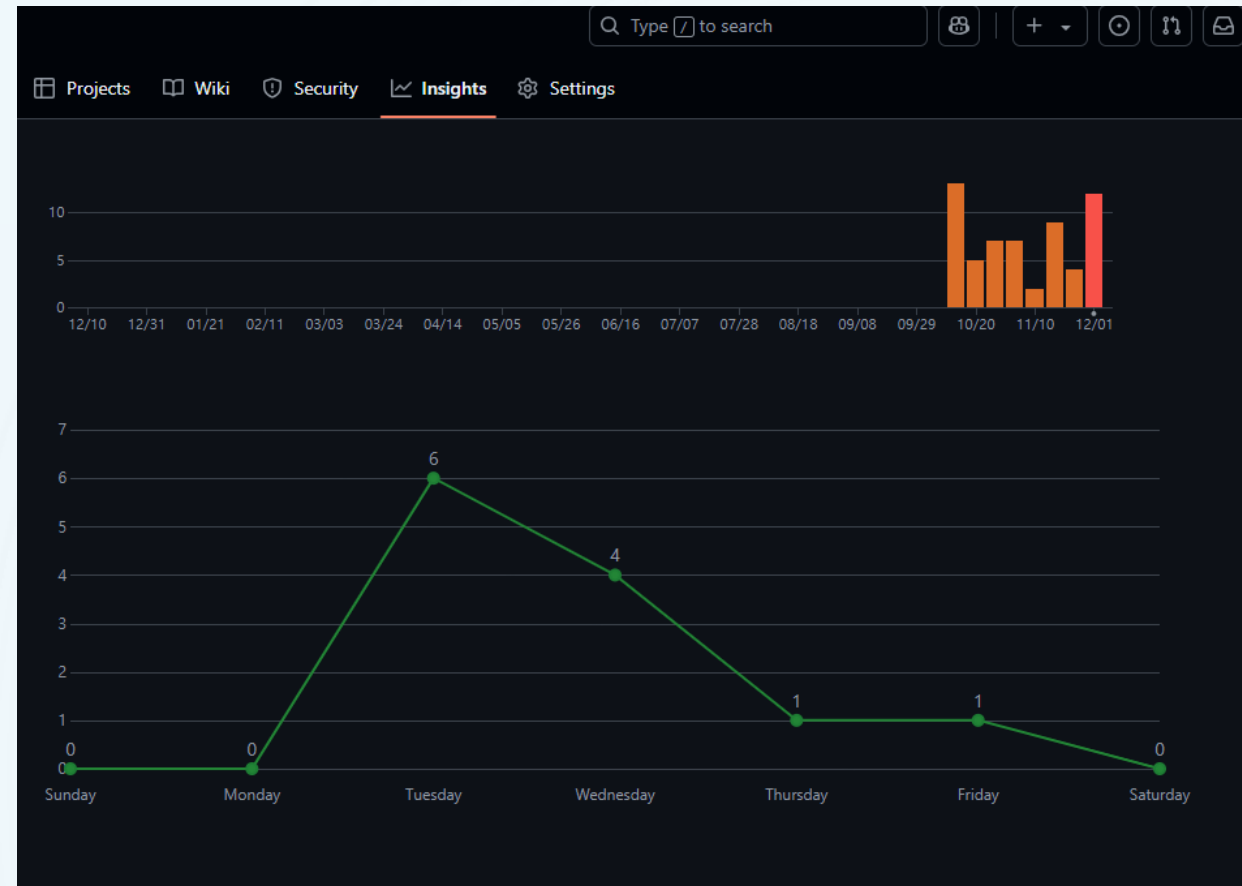 Type / to search
Projects Wiki Security Insights Settings
10
5
0
12/10 12/31 01/21 02/11 03/03 03/24 04/14 05/05 05/26 06/16 07/07 07/28 08/18 09/08 09/29 10/20 11/10 12/01
7
6
6
5
4
4
3
2
1
1 1
0 0 0
0
Sunday Monday Tuesday Wednesday Thursday Friday Saturday